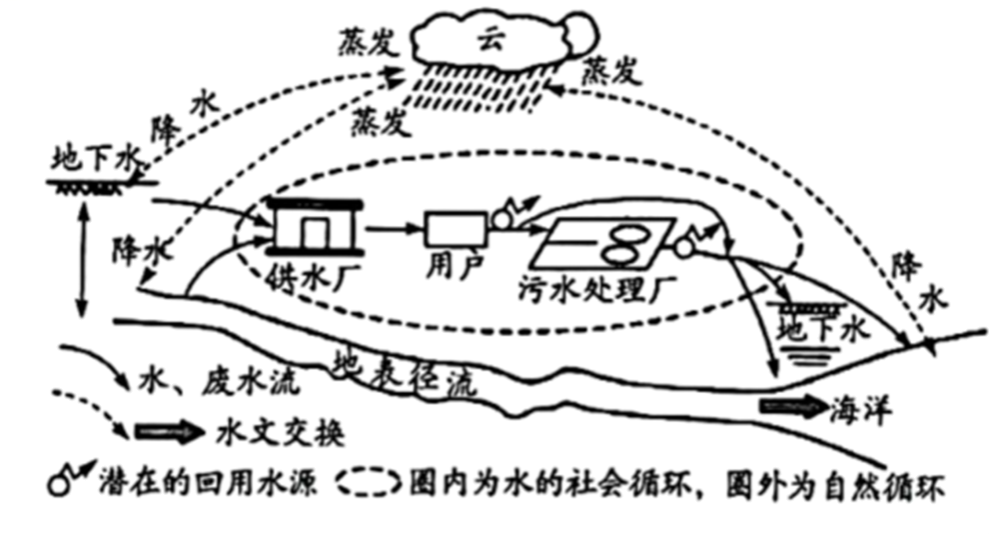 云
蒸发
蒸发
蒸发
降水
地下水
降水
供水厂
用户
污水处理厂
降水
地下水
地表径流
海洋
水、废水流
水文交换
潜在的回用水源
圈内为水的社会循环，圈外为自然循环